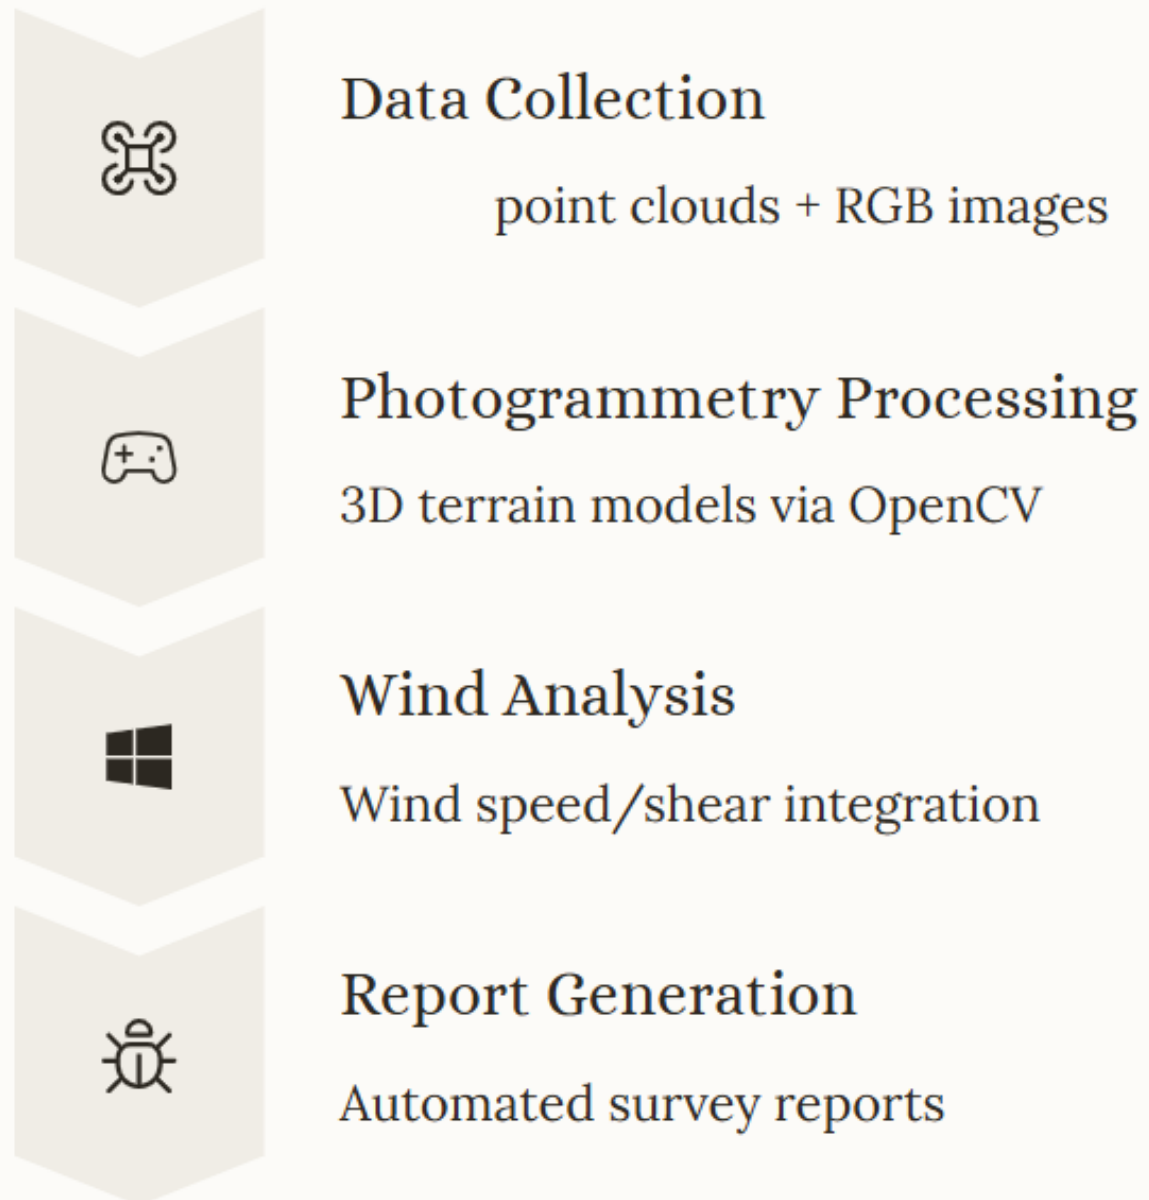 Data Collection
point clouds + RGB images
Photogrammetry Processing
3D terrain models via OpenCV
Wind Analysis
Wind speed/shear integration
Report Generation
Automated survey reports